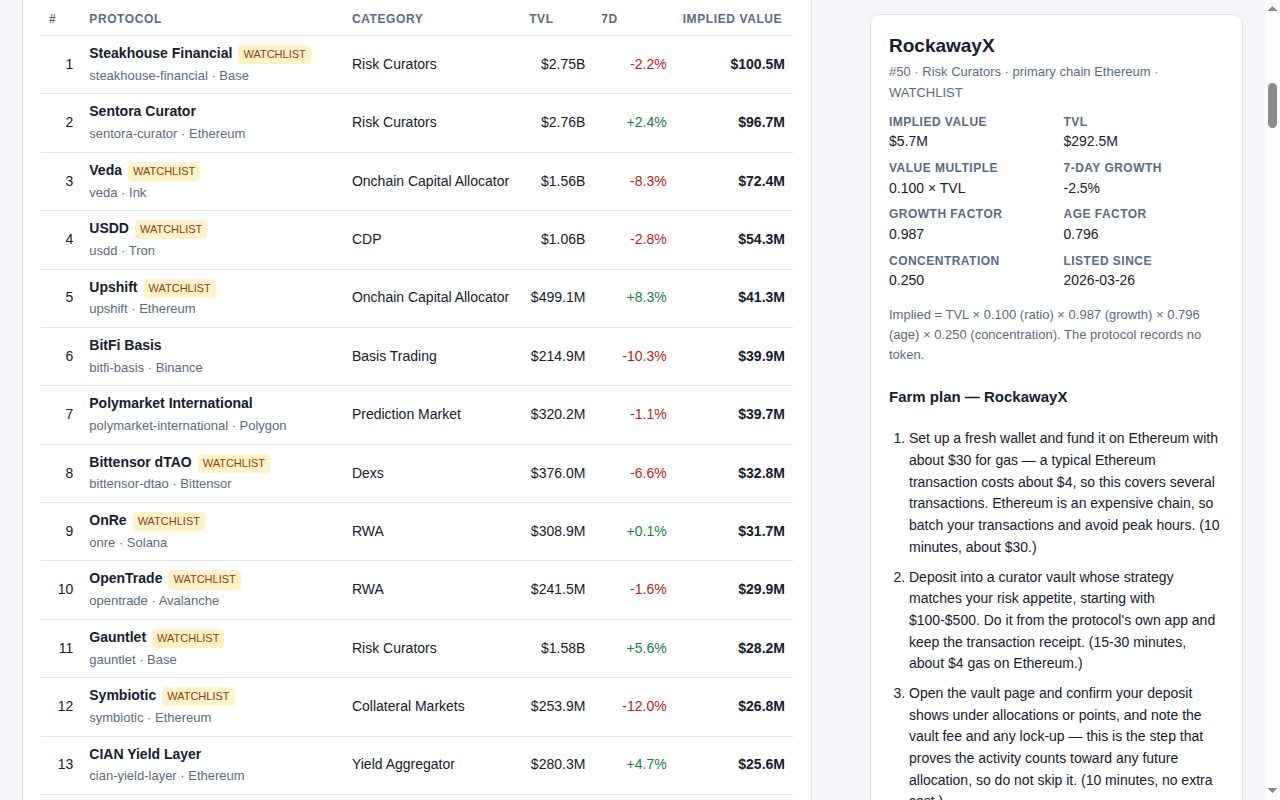 # PROTOCOL CATEGORY TVL 7D IMPLIED VALUE
1 Steakhouse Financial WATCHLIST Risk Curators $2.75B -2.2% $100.5M
steakhouse-financial · Base
2 Sentora Curator Risk Curators $2.76B +2.4% $96.7M
sentora-curator · Ethereum
3 Veda WATCHLIST Onchain Capital Allocator $1.56B -8.3% $72.4M
veda · Ink
4 USDD WATCHLIST CDP $1.06B -2.8% $54.3M
usdd · Tron
5 Upshift WATCHLIST Onchain Capital Allocator $499.1M +8.3% $41.3M
upshift · Ethereum
6 BitFi Basis Basis Trading $214.9M -10.3% $39.9M
bitfi-basis · Binance
7 Polymarket International Prediction Market $320.2M -1.1% $39.7M
polymarket-international · Polygon
8 Bittensor dTAO WATCHLIST Dexs $376.0M -6.6% $32.8M
bittensor-dtao · Bittensor
9 OnRe WATCHLIST RWA $308.9M +0.1% $31.7M
onre · Solana
10 OpenTrade WATCHLIST RWA $241.5M -1.6% $29.9M
opentrade · Avalanche
11 Gauntlet WATCHLIST Risk Curators $1.58B +5.6% $28.2M
gauntlet · Base
12 Symbiotic WATCHLIST Collateral Markets $253.9M -12.0% $26.8M
symbiotic · Ethereum
13 CIAN Yield Layer Yield Aggregator $280.3M +4.7% $25.6M
cian-yield-layer · Ethereum
RockawayX
#50 · Risk Curators · primary chain Ethereum ·
WATCHLIST
IMPLIED VALUE TVL
$5.7M $292.5M
VALUE MULTIPLE 7-DAY GROWTH
0.100 × TVL -2.5%
GROWTH FACTOR AGE FACTOR
0.987 0.796
CONCENTRATION LISTED SINCE
0.250 2026-03-26
Implied = TVL × 0.100 (ratio) × 0.987 (growth) × 0.796
(age) × 0.250 (concentration). The protocol records no
token.
Farm plan — RockawayX
1. Set up a fresh wallet and fund it on Ethereum with
about $30 for gas — a typical Ethereum
transaction costs about $4, so this covers several
transactions. Ethereum is an expensive chain, so
batch your transactions and avoid peak hours. (10
minutes, about $30.)
2. Deposit into a curator vault whose strategy
matches your risk appetite, starting with
$100-$500. Do it from the protocol's own app and
keep the transaction receipt. (15-30 minutes,
about $4 gas on Ethereum.)
3. Open the vault page and confirm your deposit
shows under allocations or points, and note the
vault fee and any lock-up — this is the step that
proves the activity counts toward any future
allocation, so do not skip it. (10 minutes, no extra